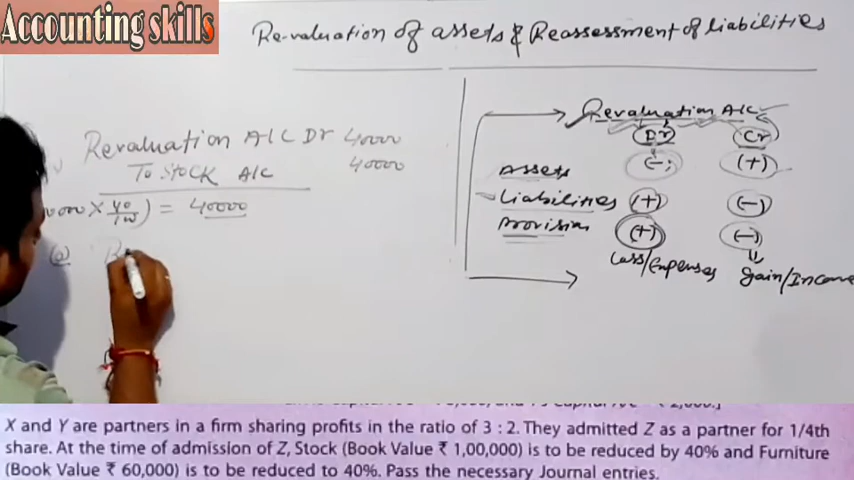 Accounting skills
Re-valuation of assets & Reassessment of liabilities
Revaluation A/C Dr 40000
To Stock A/C 40000
× 40/100) = 40000
Revaluation A/C
Dr Cr
Assets (-) (+)
Liabilities (+) (-)
Provision (+) (-)
Loss/Expenses gain/Income
X and Y are partners in a firm sharing profits in the ratio of 3 : 2. They admitted Z as a partner for 1/4th
share. At the time of admission of Z, Stock (Book Value ₹ 1,00,000) is to be reduced by 40% and Furniture
(Book Value ₹ 60,000) is to be reduced to 40%. Pass the necessary Journal entries.